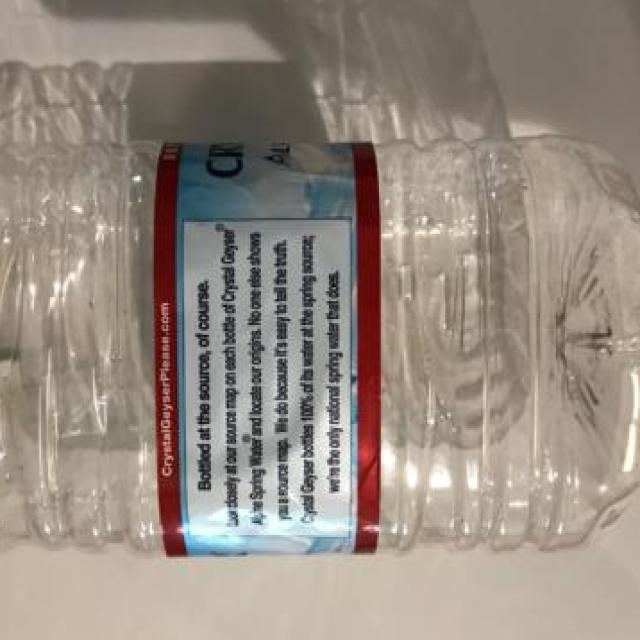 CrystalGeyserPlease.com
CR
AL
Bottled at the source, of course.
Look closely at our source map on each bottle of Crystal Geyser®
Alpine Spring Water® and locate our origins. No one else shows
you a source map. We do because it's easy to tell the truth.
Crystal Geyser bottles 100% of its water at the spring source;
we're the only national spring water that does.